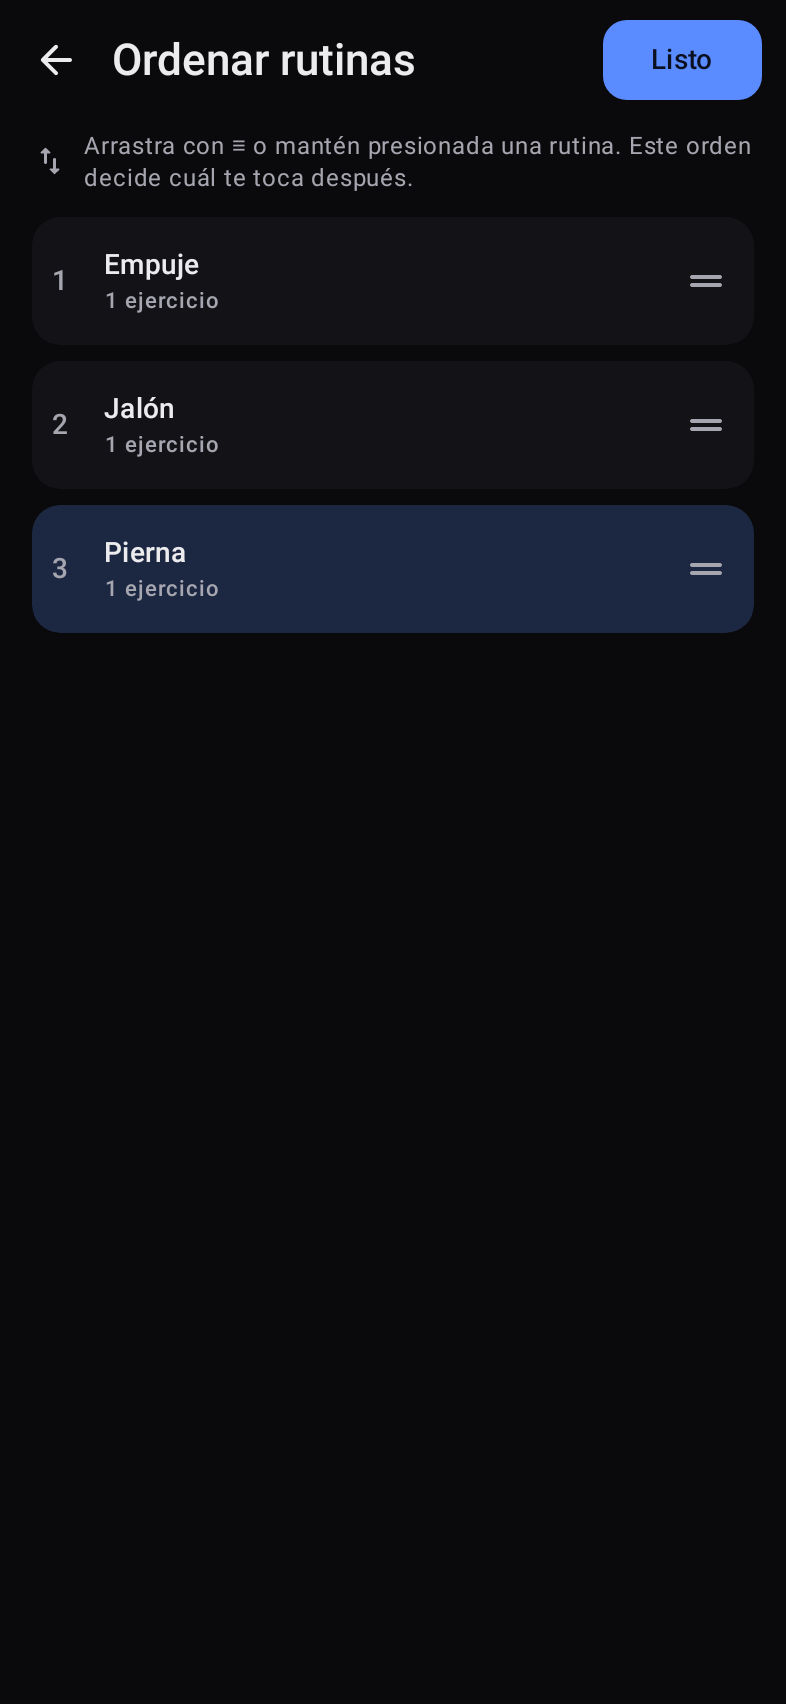 Ordenar rutinas
Listo
Arrastra con ≡ o mantén presionada una rutina. Este orden
decide cuál te toca después.
1
Empuje
1 ejercicio
2
Jalón
1 ejercicio
3
Pierna
1 ejercicio